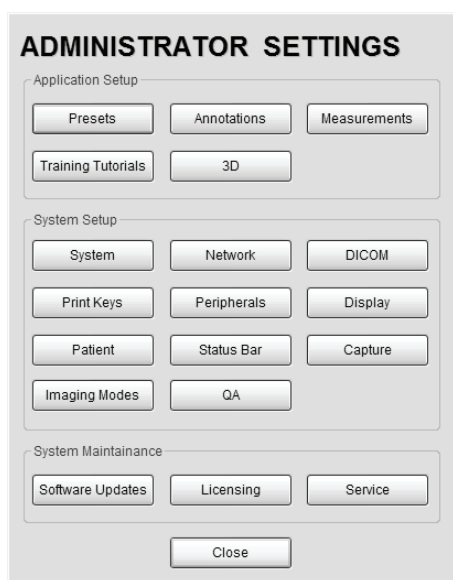 ADMINISTRATOR SETTINGS
Application Setup
Presets Annotations Measurements
Training Tutorials 3D
System Setup
System Network DICOM
Print Keys Peripherals Display
Patient Status Bar Capture
Imaging Modes QA
System Maintainance
Software Updates Licensing Service
Close